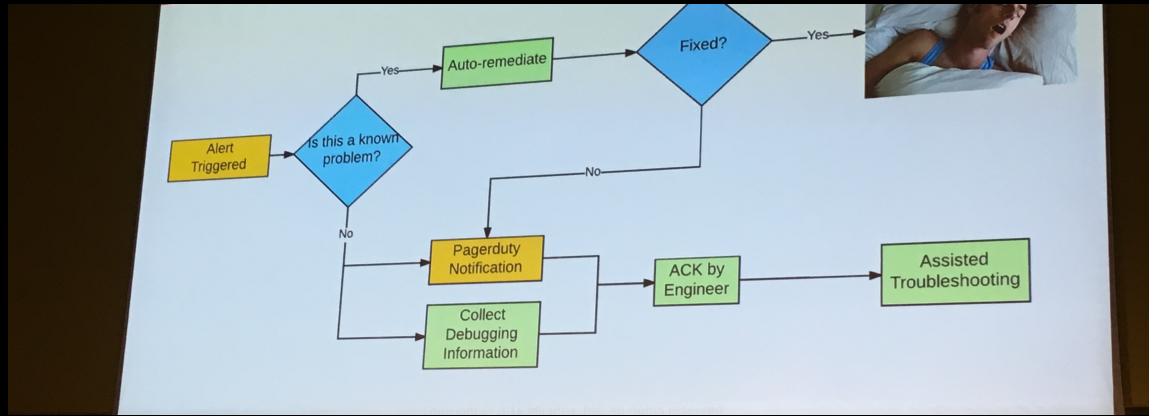 Fixed?
Yes
Auto-remediate
Yes
Is this a known
problem?
Alert
Triggered
No
No
Pagerduty
Notification
ACK by
Engineer
Assisted
Troubleshooting
Collect
Debugging
Information